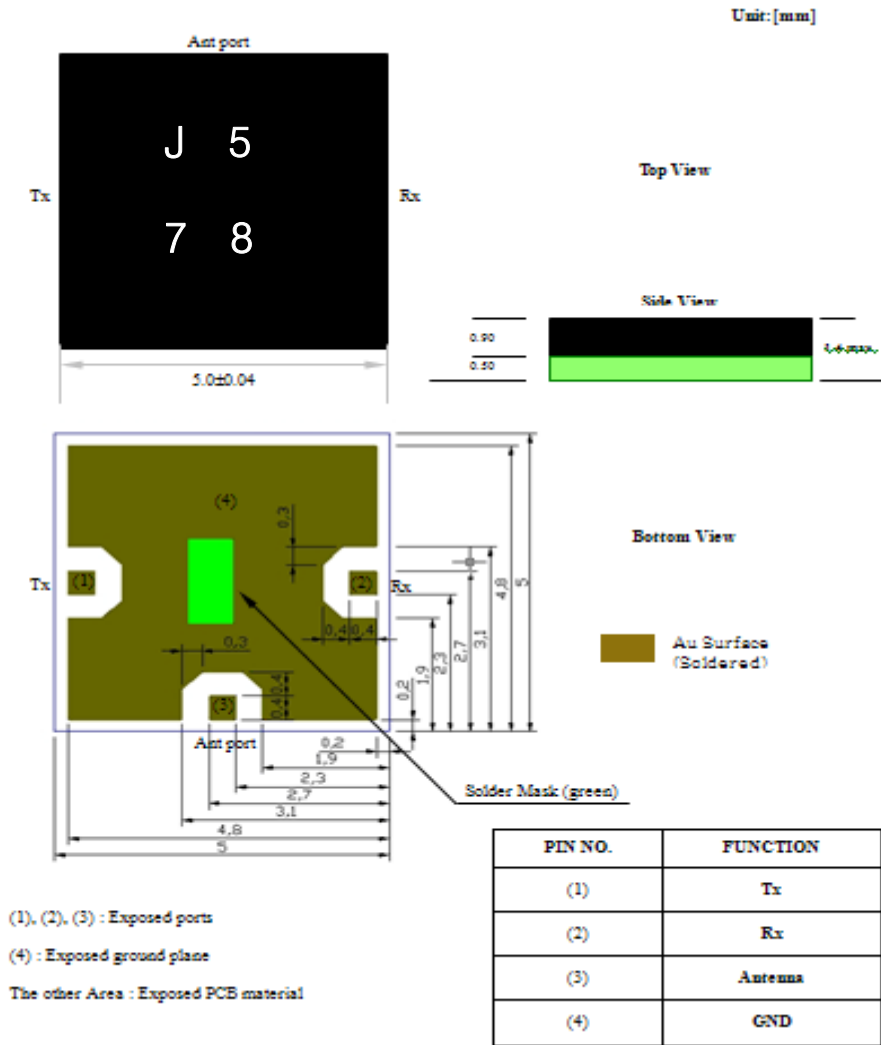 Unit: [mm]
Ant port
J 5
7 8
Tx
Rx
Top View
Side View
0.90
0.50
5.0±0.04
(4)
0,3
Bottom View
Tx
(1)
(2)
Rx
0,4
0,4
0,3
0,4
0,4
(3)
0,2
1,9
2,3
2,7
3,1
4,8
5
Au Surface
(Soldered)
Ant port
0,2
1,9
2,3
2,7
3,1
4,8
5
Solder Mask (green)
PIN NO. FUNCTION
(1) Tx
(2) Rx
(3) Antenna
(4) GND
(1), (2), (3) : Exposed ports
(4) : Exposed ground plane
The other Area : Exposed PCB material